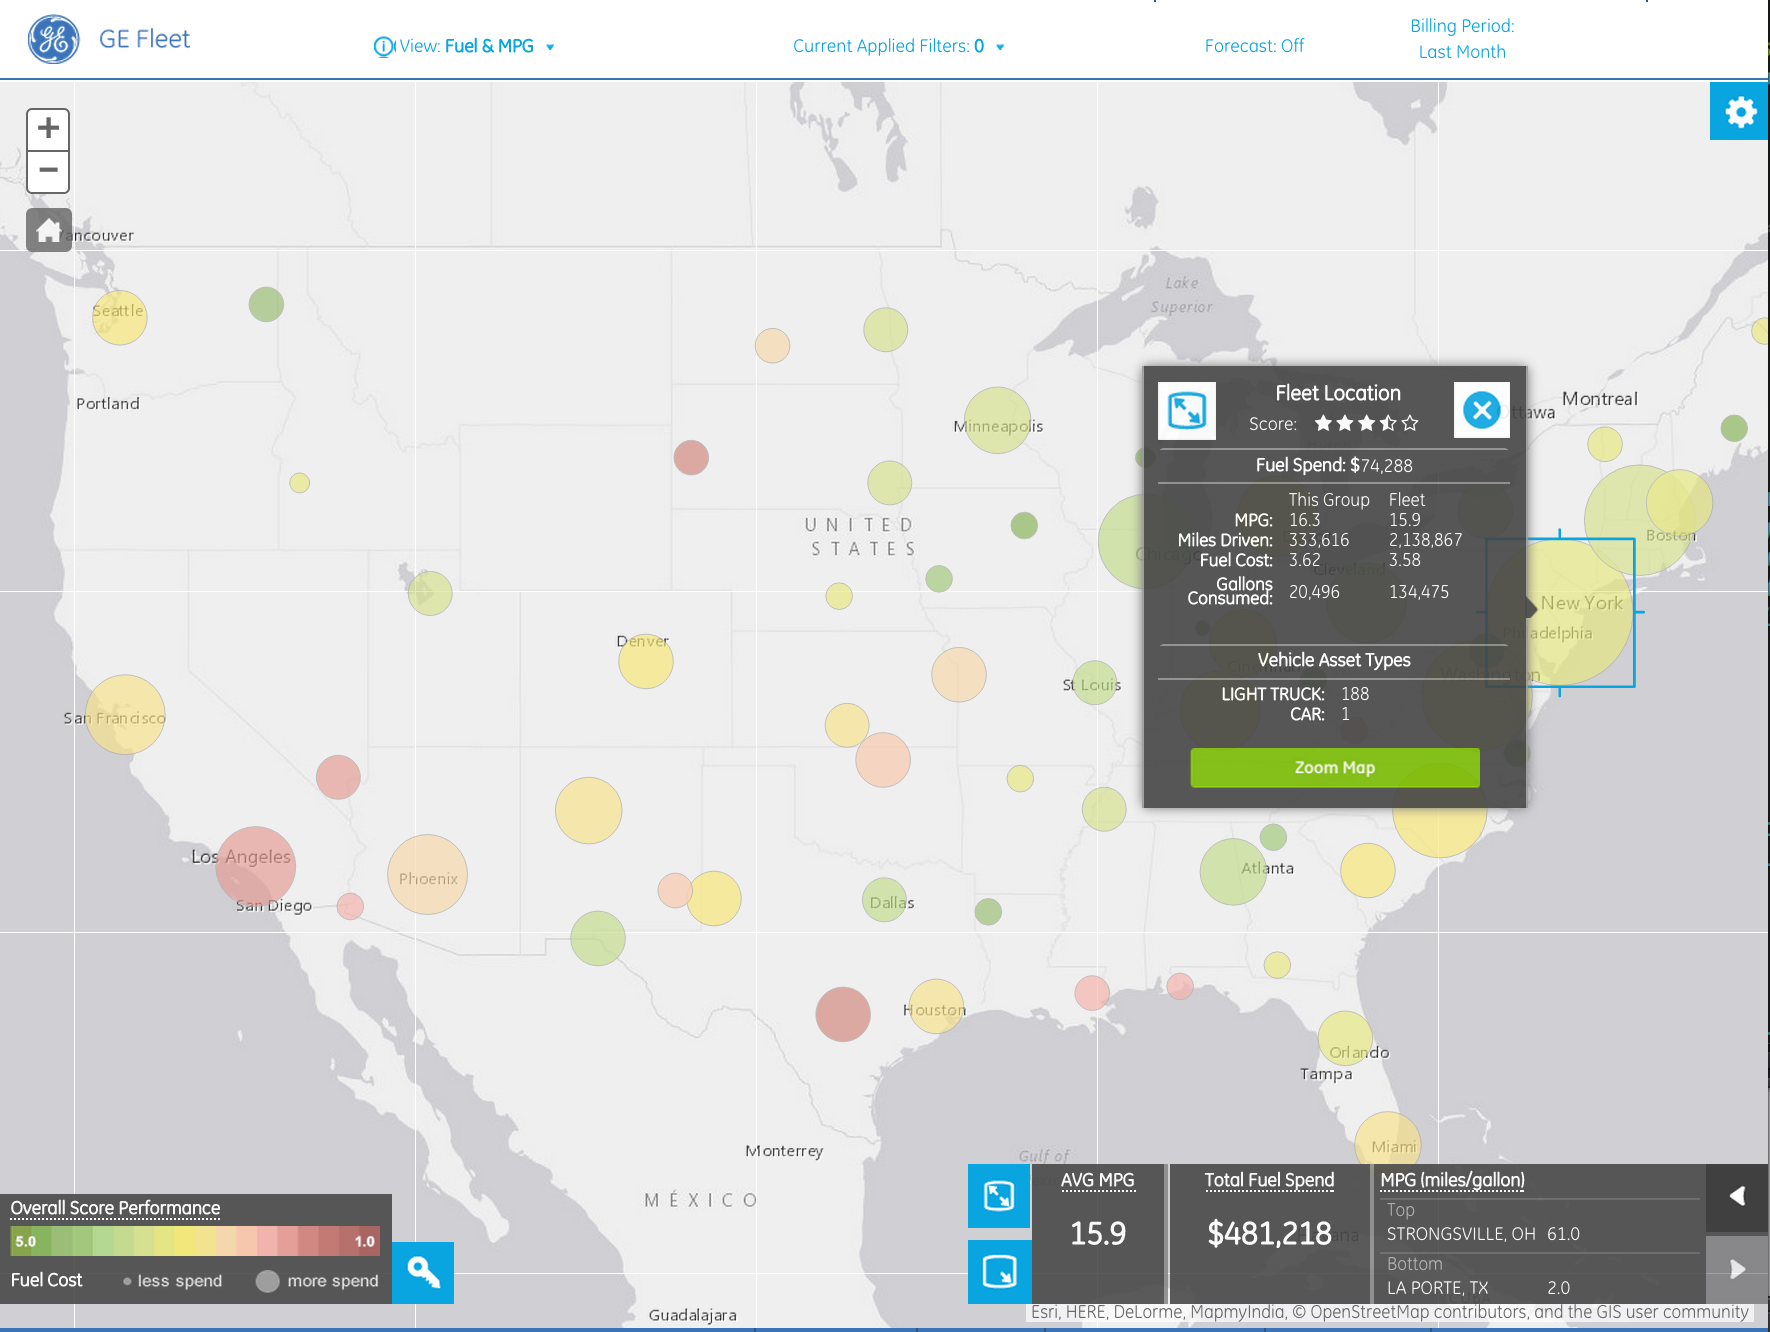 GE Fleet
View: Fuel & MPG
Current Applied Filters: 0
Forecast: Off
Billing Period:
Last Month
+
−
ancouver
Seattle
Portland
Lake
Superior
Minneapolis
Ottawa
Montreal
UNITED
STATES
Chicago
Cleveland
Boston
New York
Philadelphia
Washington
Denver
St Louis
San Francisco
Los Angeles
San Diego
Phoenix
Dallas
Atlanta
Houston
Orlando
Tampa
Miami
Monterrey
Gulf of
MÉXICO
Guadalajara
Fleet Location
Score:
Fuel Spend: $74,288
This Group Fleet
MPG: 16.3 15.9
Miles Driven: 333,616 2,138,867
Fuel Cost: 3.62 3.58
Gallons
Consumed: 20,496 134,475
Vehicle Asset Types
LIGHT TRUCK: 188
CAR: 1
Zoom Map
Overall Score Performance
5.0 1.0
Fuel Cost less spend more spend
AVG MPG
15.9
Total Fuel Spend
$481,218
MPG (miles/gallon)
Top
STRONGSVILLE, OH 61.0
Bottom
LA PORTE, TX 2.0
Esri, HERE, DeLorme, MapmyIndia, © OpenStreetMap contributors, and the GIS user community